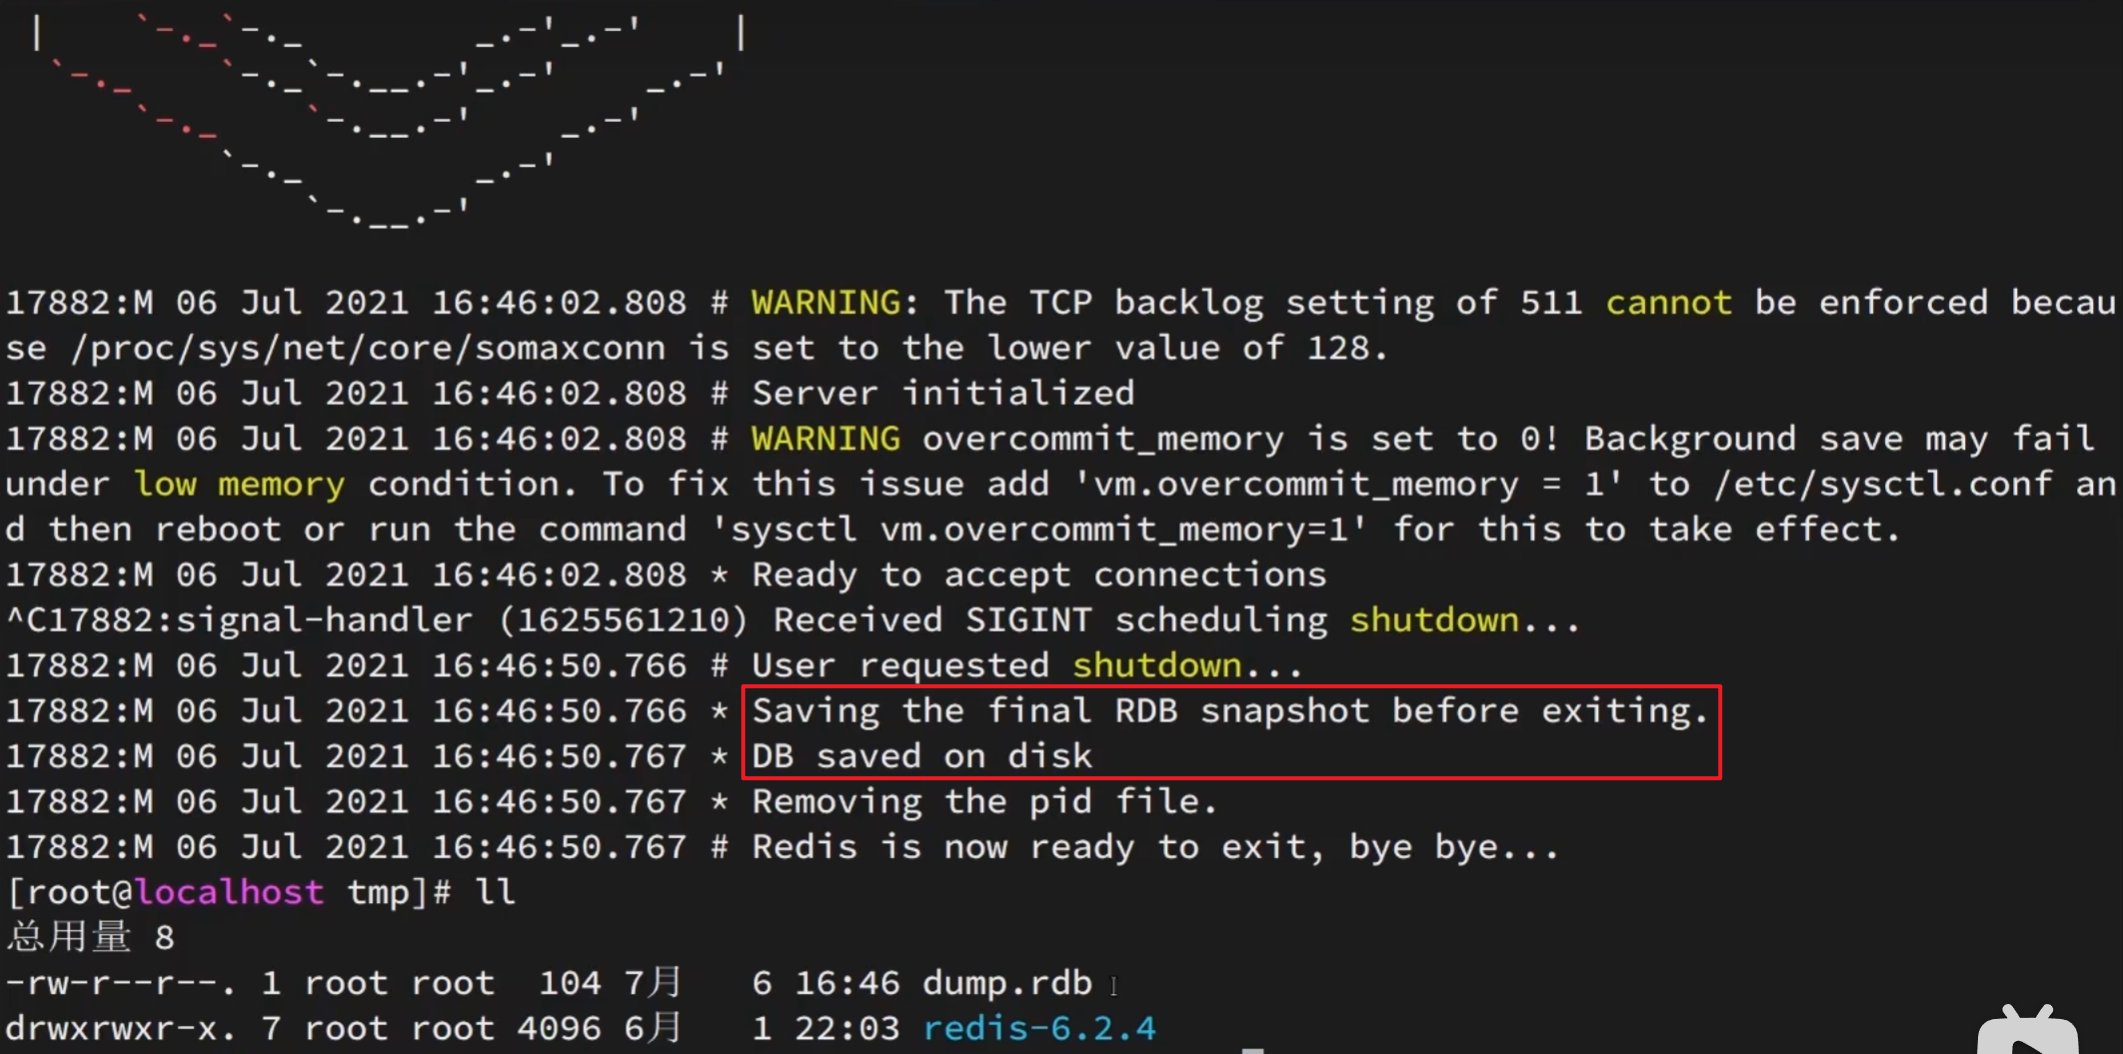 |    `-._`-._        _.-'_.-'    |
 `-._    `-._`-.__.-'_.-'    _.-'
     `-._    `-.__.-'    _.-'
         `-._        _.-'
             `-.__.-'
17882:M 06 Jul 2021 16:46:02.808 # WARNING: The TCP backlog setting of 511 cannot be enforced becau
se /proc/sys/net/core/somaxconn is set to the lower value of 128.
17882:M 06 Jul 2021 16:46:02.808 # Server initialized
17882:M 06 Jul 2021 16:46:02.808 # WARNING overcommit_memory is set to 0! Background save may fail
under low memory condition. To fix this issue add 'vm.overcommit_memory = 1' to /etc/sysctl.conf an
d then reboot or run the command 'sysctl vm.overcommit_memory=1' for this to take effect.
17882:M 06 Jul 2021 16:46:02.808 * Ready to accept connections
^C17882:signal-handler (1625561210) Received SIGINT scheduling shutdown...
17882:M 06 Jul 2021 16:46:50.766 # User requested shutdown...
17882:M 06 Jul 2021 16:46:50.766 * Saving the final RDB snapshot before exiting.
17882:M 06 Jul 2021 16:46:50.767 * DB saved on disk
17882:M 06 Jul 2021 16:46:50.767 * Removing the pid file.
17882:M 06 Jul 2021 16:46:50.767 # Redis is now ready to exit, bye bye...
[root@localhost tmp]# ll
总用量 8
-rw-r--r--. 1 root root  104 7月   6 16:46 dump.rdb
drwxrwxr-x. 7 root root 4096 6月   1 22:03 redis-6.2.4